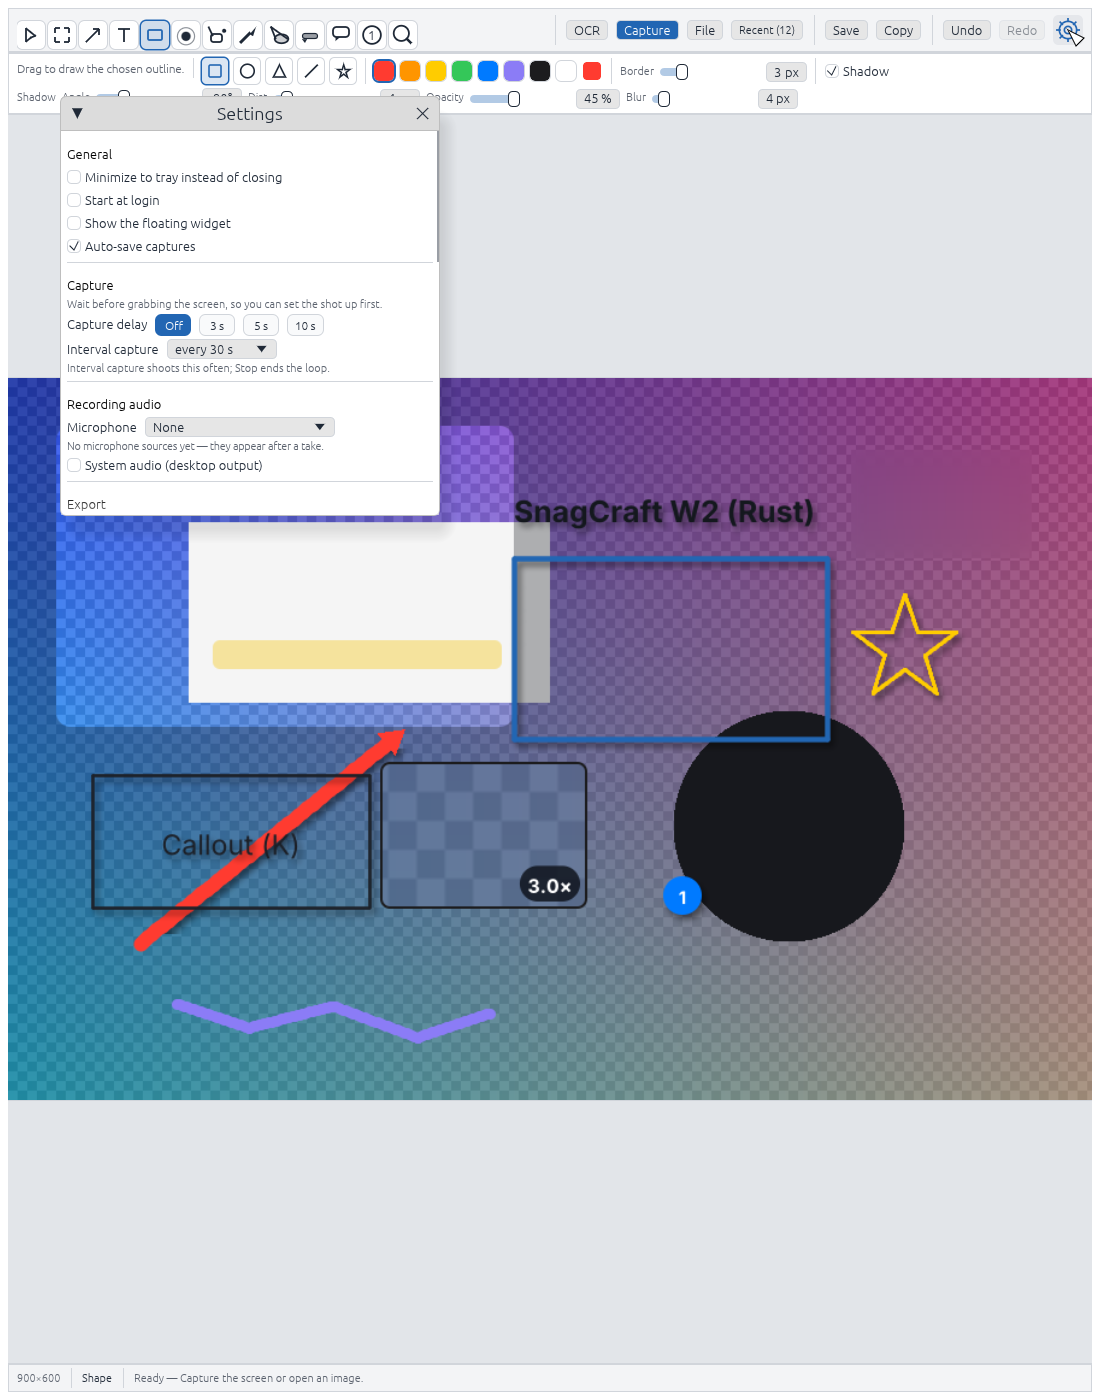 T
1
OCR Capture File Recent (12) Save Copy Undo Redo
Drag to draw the chosen outline. Border 3 px Shadow
Shadow Angle Dist Opacity 45 % Blur 4 px
Settings
General
Minimize to tray instead of closing
Start at login
Show the floating widget
Auto-save captures
Capture
Wait before grabbing the screen, so you can set the shot up first.
Capture delay Off 3 s 5 s 10 s
Interval capture every 30 s
Interval capture shoots this often; Stop ends the loop.
Recording audio
Microphone None
No microphone sources yet — they appear after a take.
System audio (desktop output)
Export
SnagCraft W2 (Rust)
Callout (K)
3.0×
1
900×600 Shape Ready — Capture the screen or open an image.